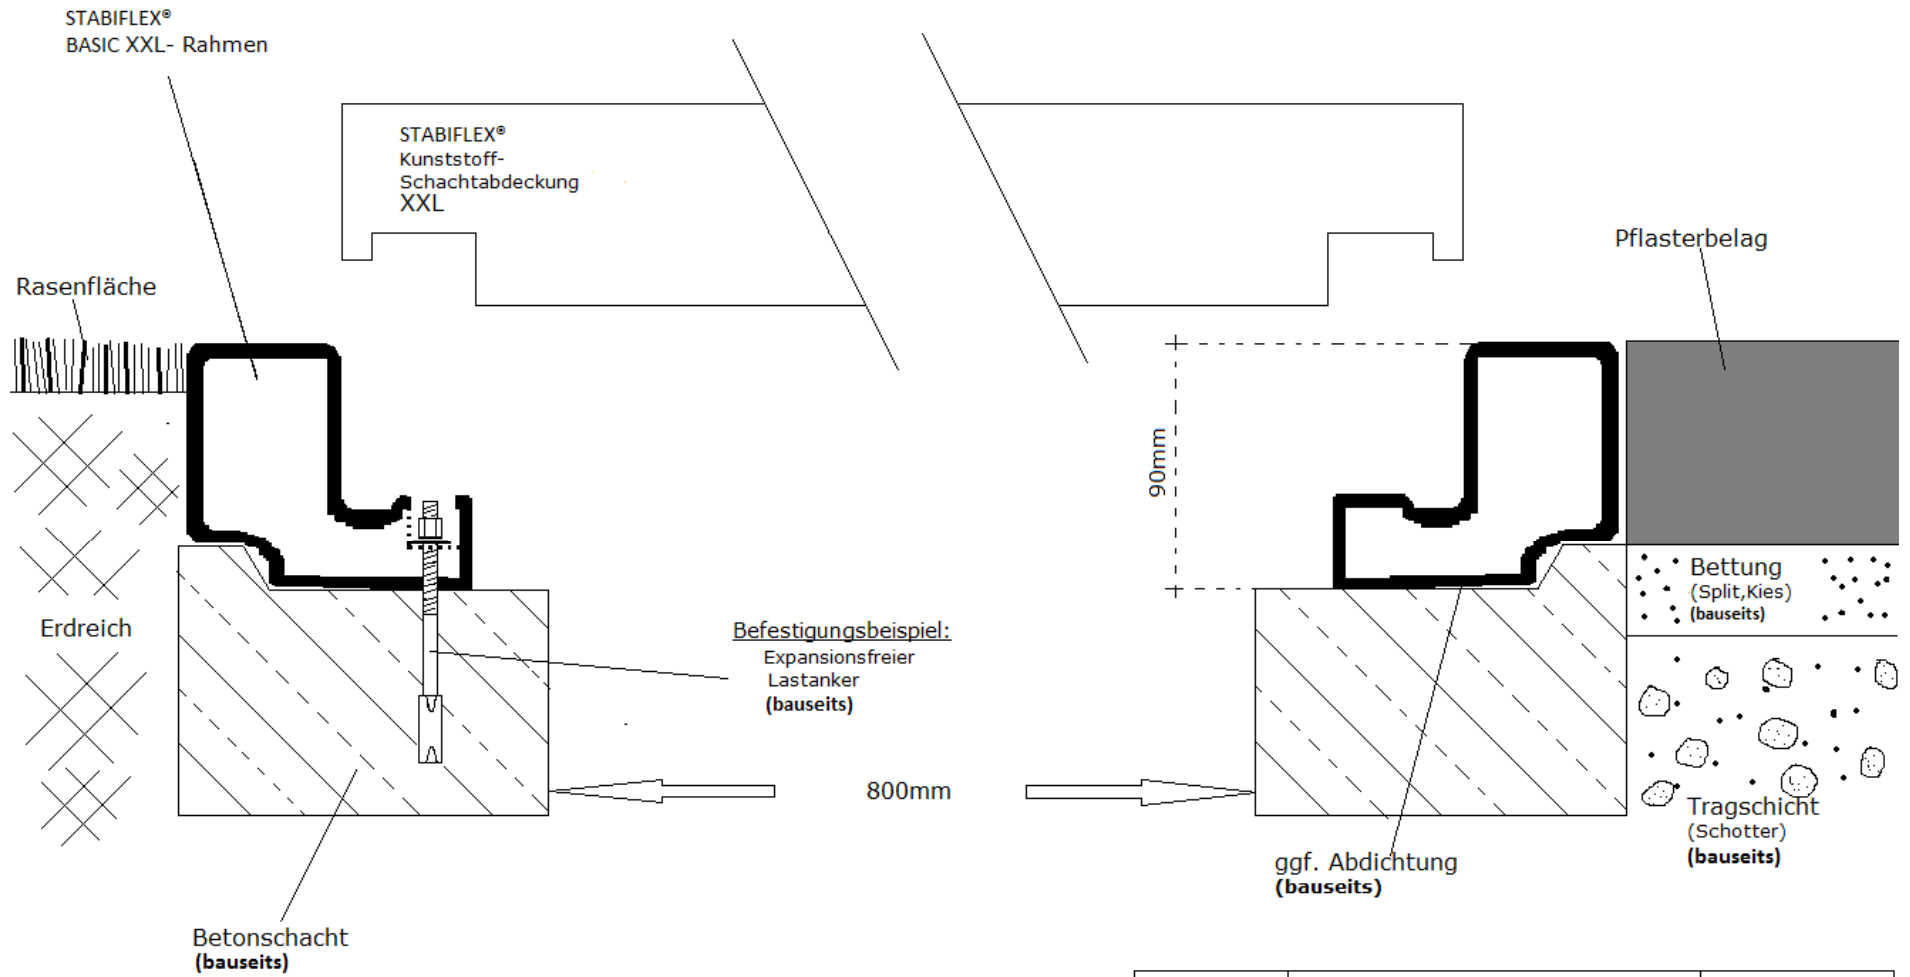 STABIFLEX®
BASIC XXL- Rahmen
STABIFLEX®
Kunststoff-
Schachtabdeckung
XXL
Pflasterbelag
Rasenfläche
90mm
Bettung
(Split,Kies)
(bauseits)
Erdreich
Befestigungsbeispiel:
Expansionsfreier
Lastanker
(bauseits)
800mm
Tragschicht
(Schotter)
(bauseits)
ggf. Abdichtung
(bauseits)
Betonschacht
(bauseits)